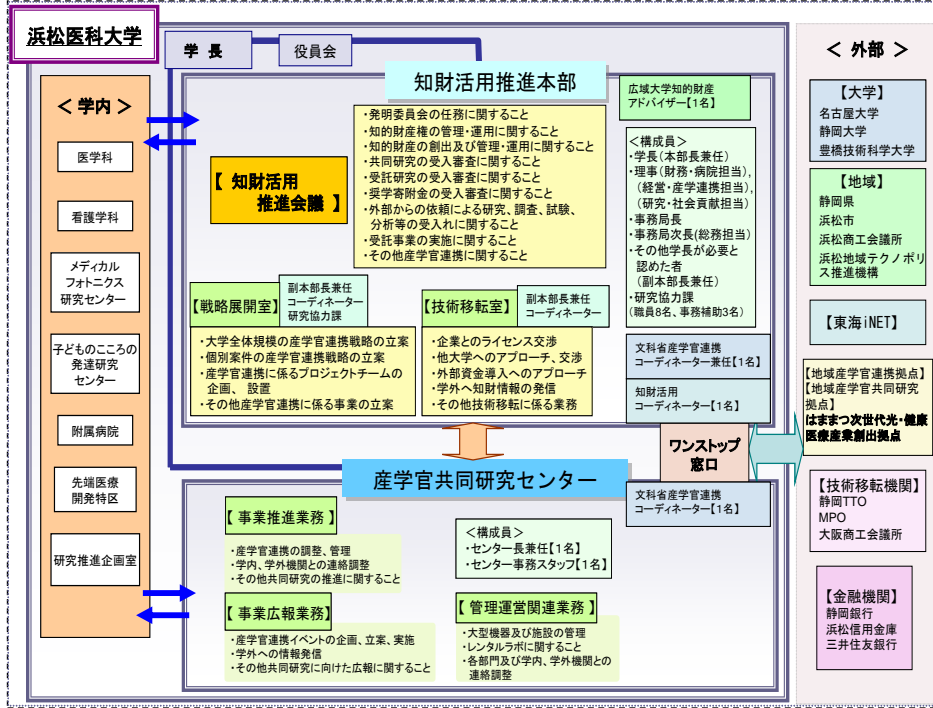 浜松医科大学
学 長
役員会
＜ 学内 ＞
医学科
看護学科
メディカル
フォトニクス
研究センター
子どものこころの
発達研究
センター
附属病院
先端医療
開発特区
研究推進企画室
知財活用推進本部
【 知財活用
推進会議 】
・発明委員会の任務に関すること
・知的財産権の管理・運用に関すること
・知的財産の創出及び管理・運用に関すること
・共同研究の受入審査に関すること
・受託研究の受入審査に関すること
・奨学寄附金の受入審査に関すること
・外部からの依頼による研究、調査、試験、
分析等の受入れに関すること
・受託事業の実施に関すること
・その他産学官連携に関すること
広域大学知的財産
アドバイザー【1名】
＜構成員＞
・学長（本部長兼任）
・理事（財務・病院担当），
（経営・産学連携担当），
（研究・社会貢献担当）
・事務局長
・事務局次長（総務担当）
・その他学長が必要と
認めた者
（副本部長兼任）
・研究協力課
（職員8名、事務補助3名）
【戦略展開室】
副本部長兼任
コーディネーター
研究協力課
・大学全体規模の産学官連携戦略の立案
・個別案件の産学官連携戦略の立案
・産学官連携に係るプロジェクトチームの
企画、 設置
・その他産学官連携に係る事業の立案
【技術移転室】
副本部長兼任
コーディネーター
・企業とのライセンス交渉
・他大学へのアプローチ、交渉
・外部資金導入へのアプローチ
・学外へ知財情報の発信
・その他技術移転に係る業務
文科省産学官連携
コーディネーター兼任【1名】
知財活用
コーディネーター【1名】
ワンストップ
窓口
産学官共同研究センター
文科省産学官連携
コーディネーター【1名】
【 事業推進業務 】
・産学官連携の調整、管理
・学内、学外機関との連絡調整
・その他共同研究の推進に関すること
＜構成員＞
・センター長兼任【1名】
・センター事務スタッフ【1名】
【 事業広報業務 】
・産学官連携イベントの企画、立案、実施
・学外への情報発信
・その他共同研究に向けた広報に関すること
【 管理運営関連業務 】
・大型機器及び施設の管理
・レンタルラボに関すること
・各部門及び学内、学外機関との
連絡調整
＜ 外部 ＞
【大学】
名古屋大学
静岡大学
豊橋技術科学大学
【地域】
静岡県
浜松市
浜松商工会議所
浜松地域テクノポリ
ス推進機構
【東海iNET】
【地域産学官連携拠点】
【地域産学官共同研究
拠点】
はままつ次世代光・健康
医療産業創出拠点
【技術移転機関】
静岡TTO
MPO
大阪商工会議所
【金融機関】
静岡銀行
浜松信用金庫
三井住友銀行